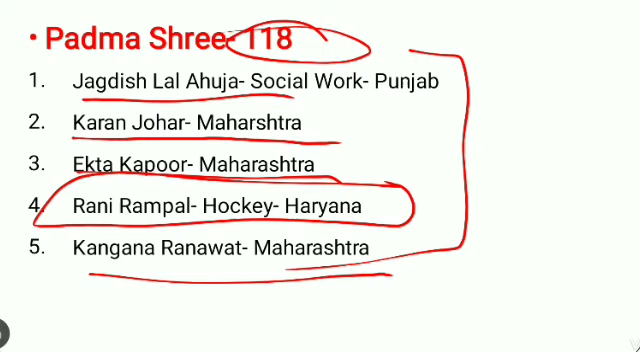 • Padma Shree- 118
1. Jagdish Lal Ahuja- Social Work- Punjab
2. Karan Johar- Maharshtra
3. Ekta Kapoor- Maharashtra
4. Rani Rampal- Hockey- Haryana
5. Kangana Ranawat- Maharashtra